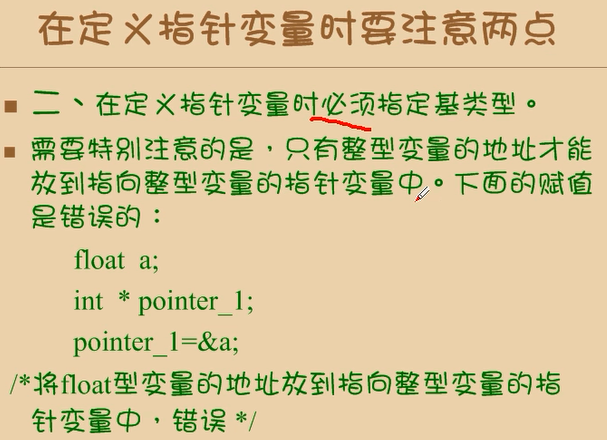 在定义指针变量时要注意两点
二、在定义指针变量时必须指定基类型。
需要特别注意的是，只有整型变量的地址才能
放到指向整型变量的指针变量中。下面的赋值
是错误的：
float a;
int * pointer_1;
pointer_1=&a;
/*将float型变量的地址放到指向整型变量的指
针变量中，错误 */